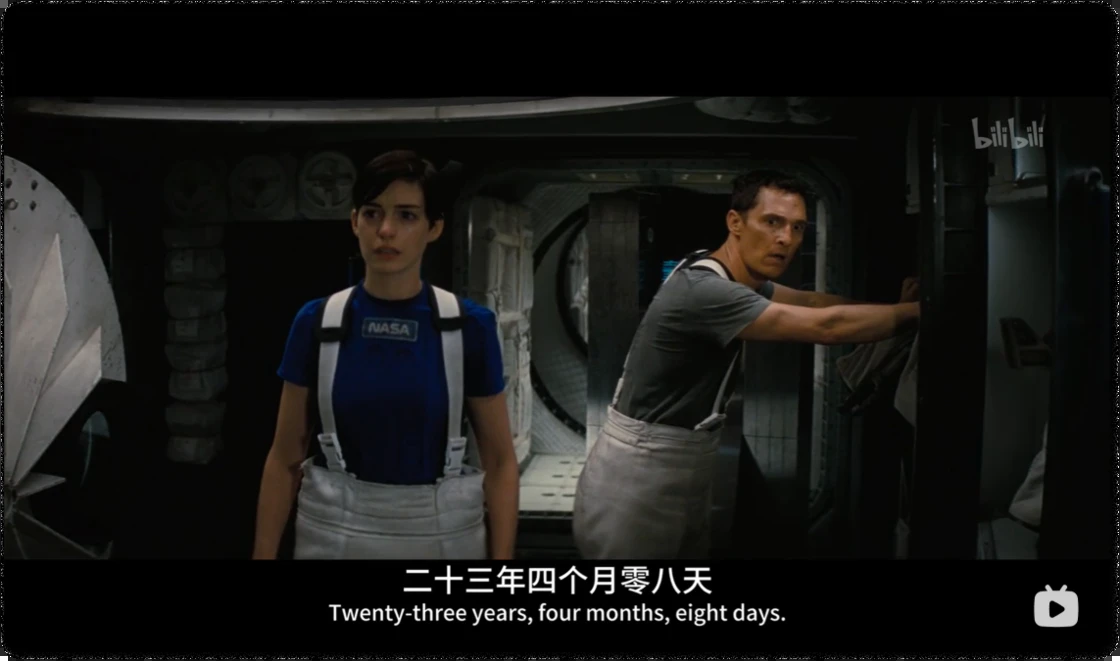 bilibili
NASA
二十三年四个月零八天
Twenty-three years, four months, eight days.